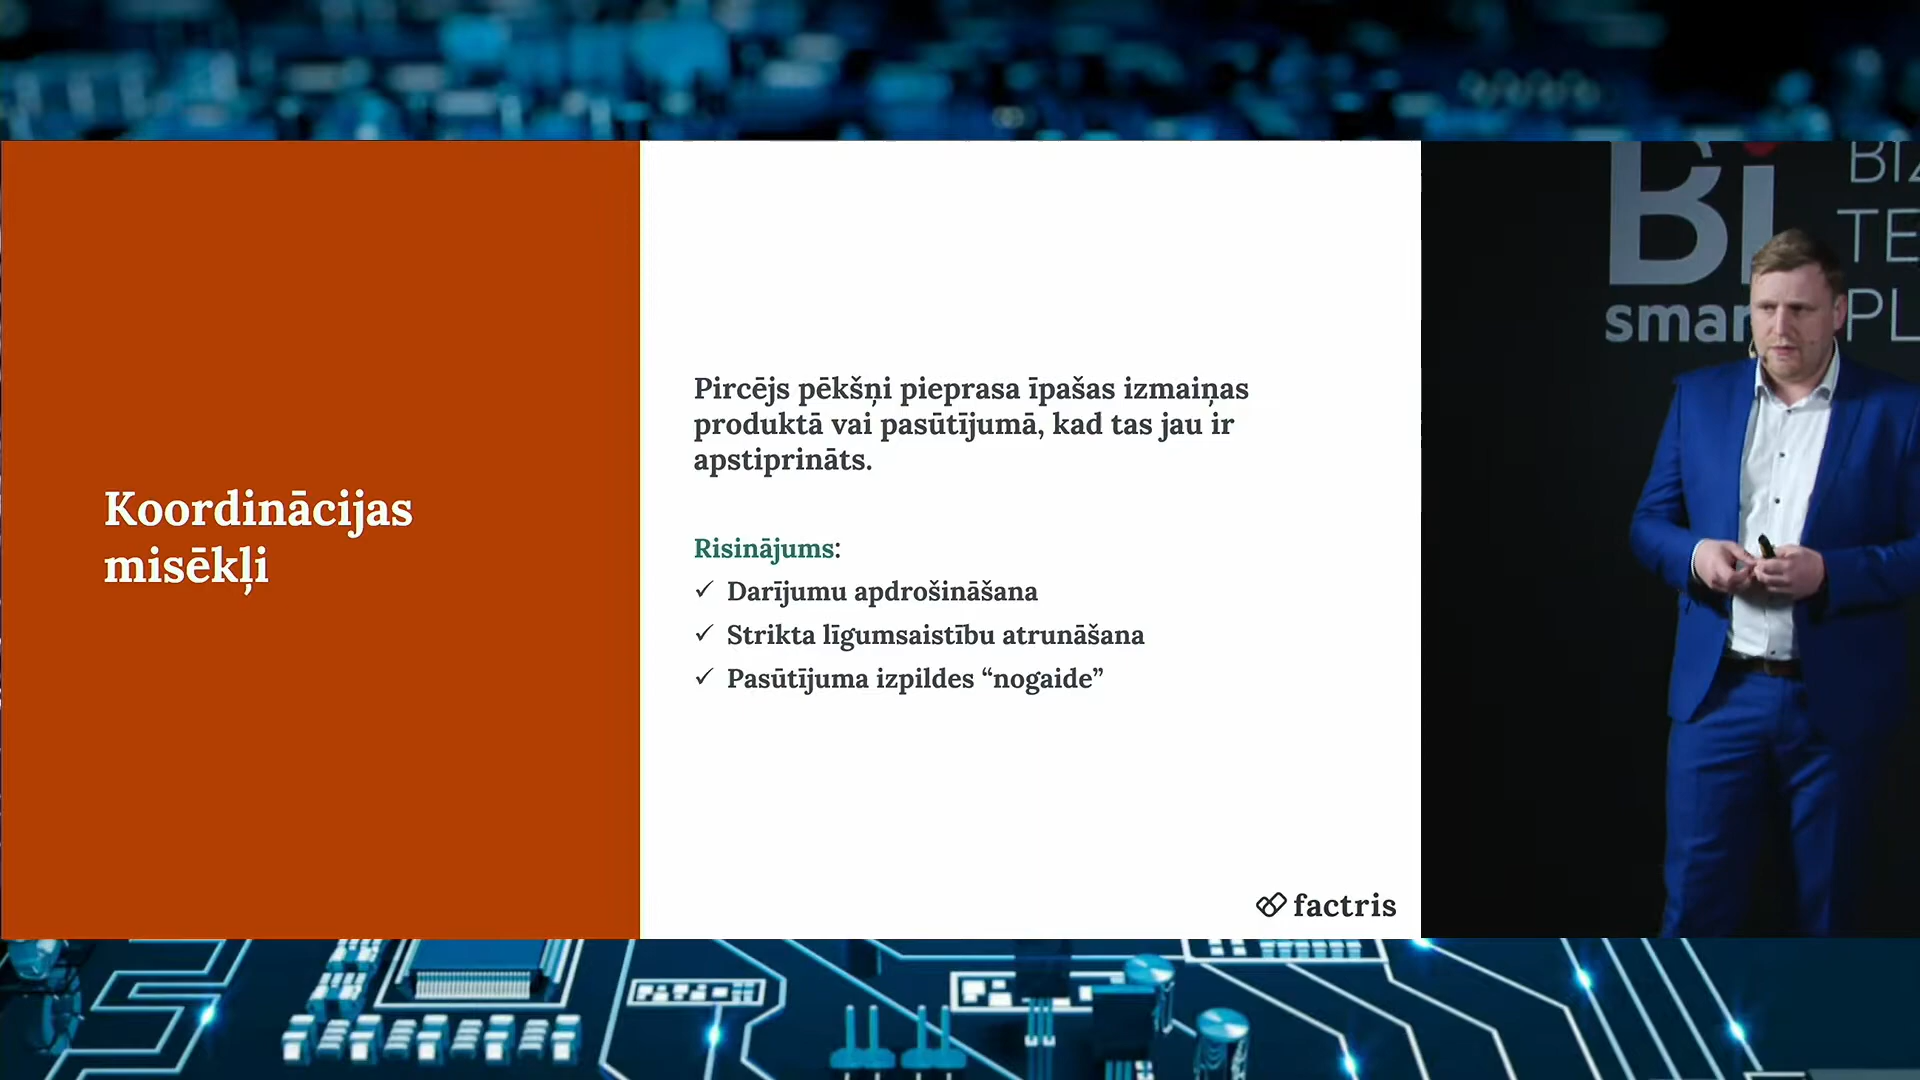 Koordinācijas
misēkļi
Pircējs pēkšņi pieprasa īpašas izmaiņas
produktā vai pasūtījumā, kad tas jau ir
apstiprināts.
Risinājums:
✓ Darījumu apdrošināšana
✓ Strikta līgumsaistību atrunāšana
✓ Pasūtījuma izpildes “nogaide”
factris
Bi